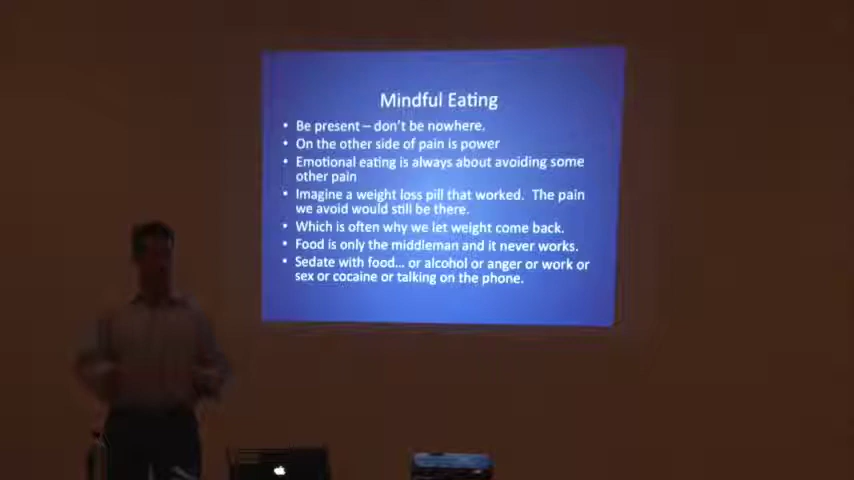 Mindful Eating
• Be present – don't be nowhere.
• On the other side of pain is power
• Emotional eating is always about avoiding some
other pain
• Imagine a weight loss pill that worked.  The pain
we avoid would still be there.
• Which is often why we let weight come back.
• Food is only the middleman and it never works.
• Sedate with food... or alcohol or anger or work or
sex or cocaine or talking on the phone.